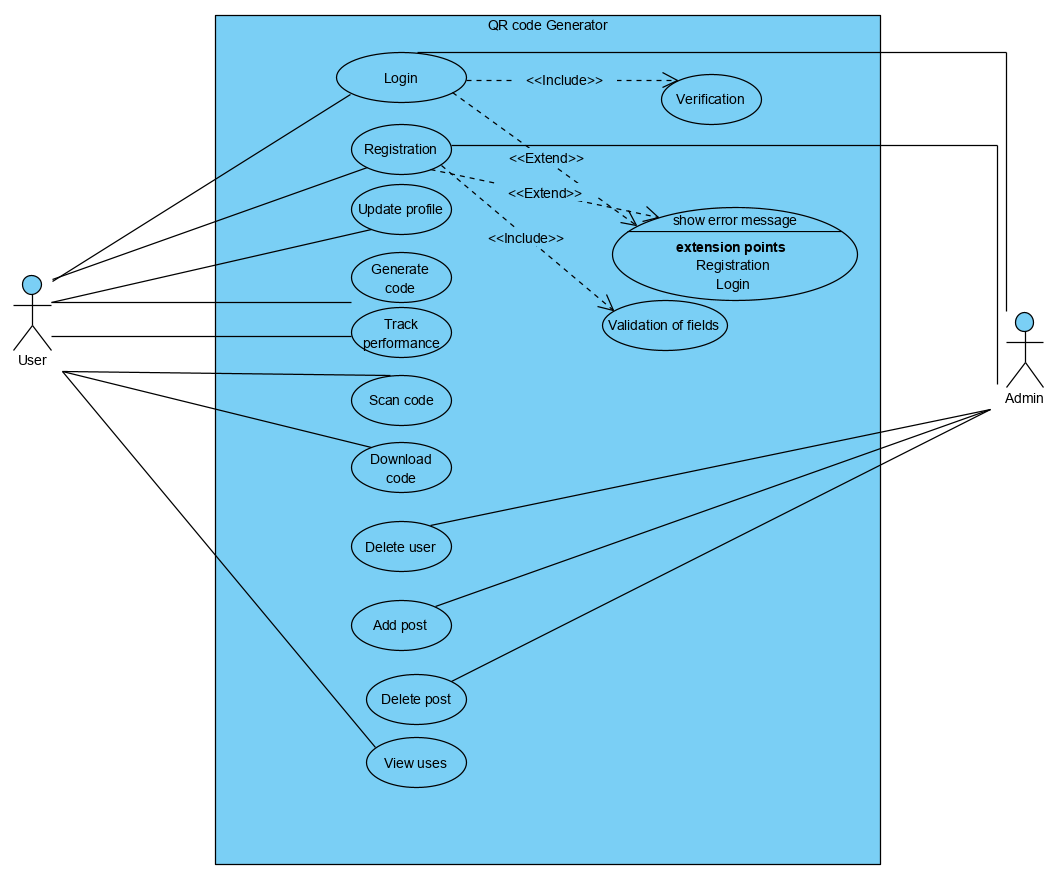 QR code Generator
Login
<<Include>>
Verification
Registration
<<Extend>>
<<Extend>>
Update profile
show error message
extension points
Registration
Login
<<Include>>
Generate
code
Track
performance
Validation of fields
User
Admin
Scan code
Download
code
Delete user
Add post
Delete post
View uses